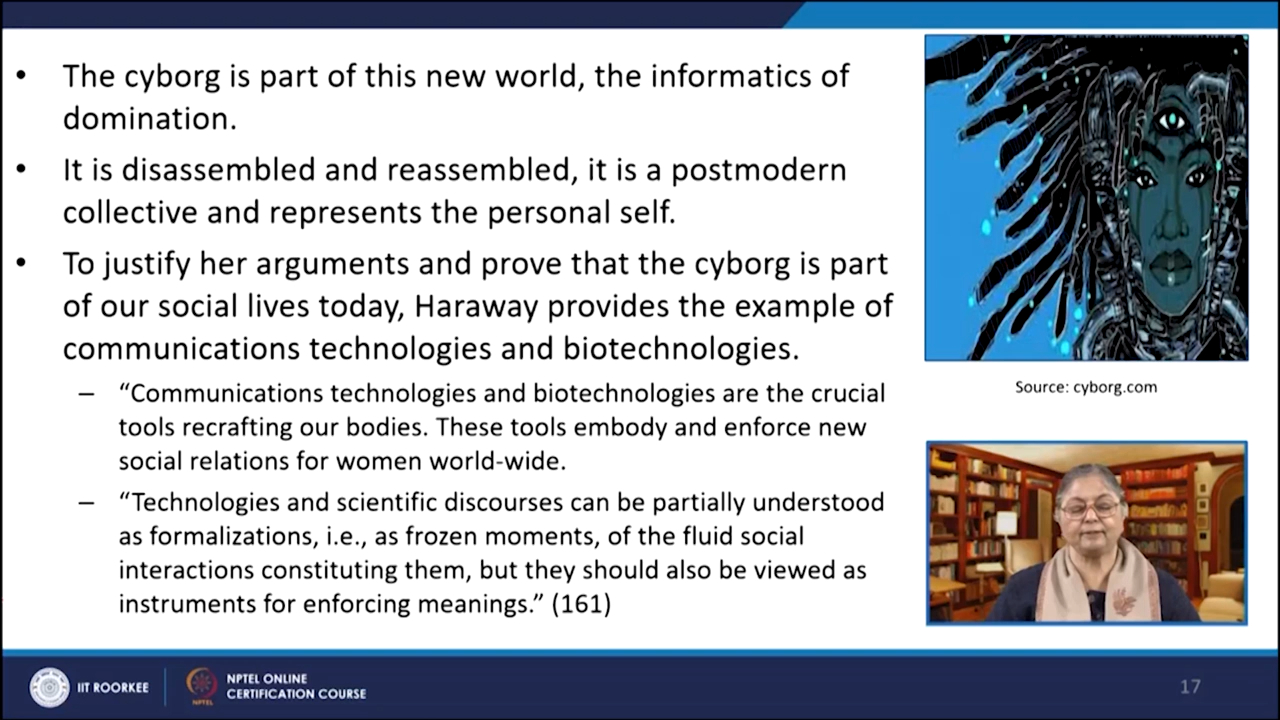 • The cyborg is part of this new world, the informatics of
domination.
• It is disassembled and reassembled, it is a postmodern
collective and represents the personal self.
• To justify her arguments and prove that the cyborg is part
of our social lives today, Haraway provides the example of
communications technologies and biotechnologies.
– “Communications technologies and biotechnologies are the crucial
tools recrafting our bodies. These tools embody and enforce new
social relations for women world-wide.
– “Technologies and scientific discourses can be partially understood
as formalizations, i.e., as frozen moments, of the fluid social
interactions constituting them, but they should also be viewed as
instruments for enforcing meanings.” (161)
Source: cyborg.com
IIT ROORKEE
NPTEL
NPTEL ONLINE
CERTIFICATION COURSE
17